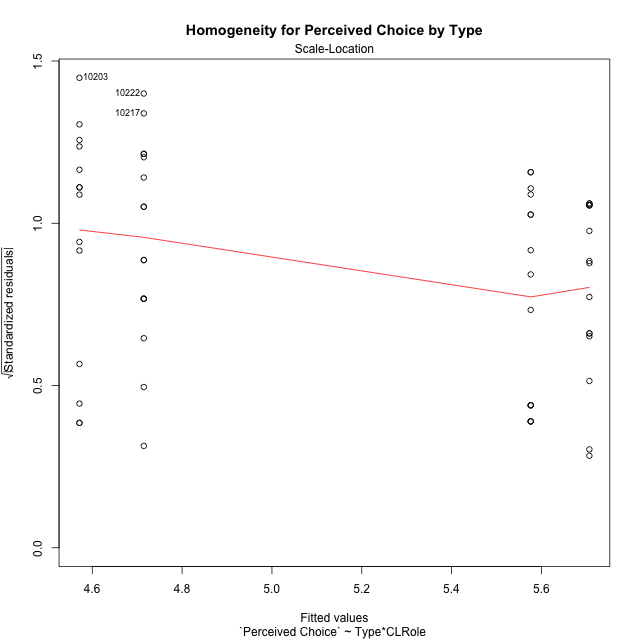 Homogeneity for Perceived Choice by Type
Scale-Location
1.5
1.0
0.5
0.0
√|Standardized residuals|
10203
10222
10217
4.6 4.8 5.0 5.2 5.4 5.6
Fitted values
`Perceived Choice` ~ Type*CLRole